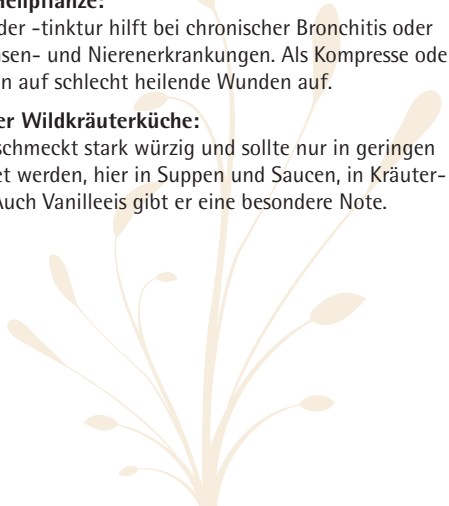 Heilpflanze:
der -tinktur hilft bei chronischer Bronchitis oder
sen- und Nierenerkrankungen. Als Kompresse ode
n auf schlecht heilende Wunden auf.
er Wildkräuterküche:
schmeckt stark würzig und sollte nur in geringen
et werden, hier in Suppen und Saucen, in Kräuter-
Auch Vanilleeis gibt er eine besondere Note.